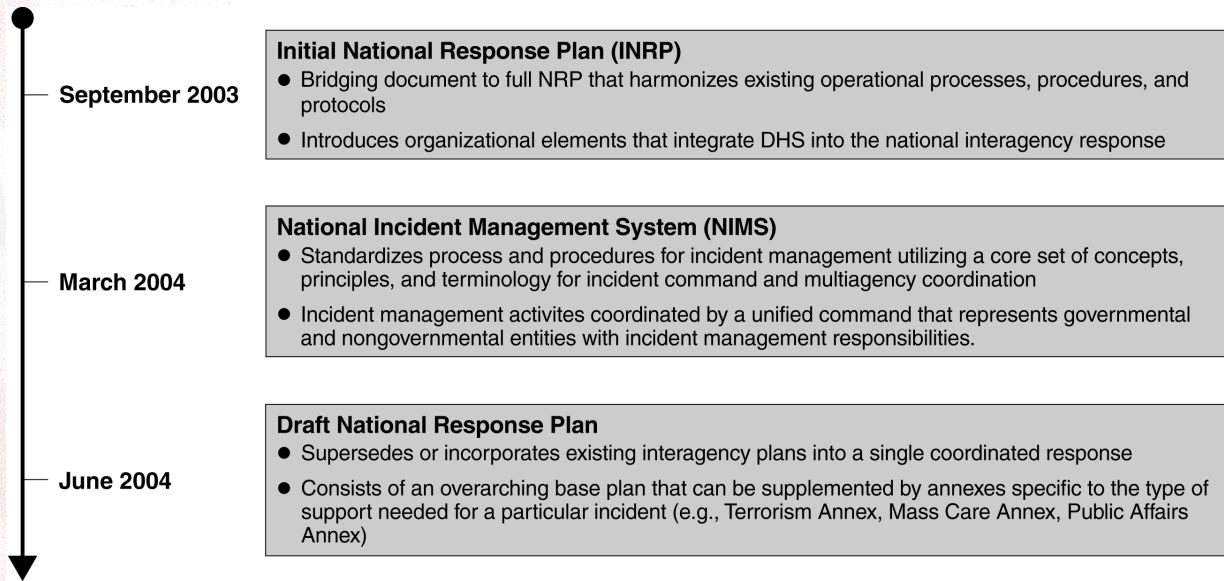 September 2003
Initial National Response Plan (INRP)
● Bridging document to full NRP that harmonizes existing operational processes, procedures, and
protocols
● Introduces organizational elements that integrate DHS into the national interagency response
March 2004
National Incident Management System (NIMS)
● Standardizes process and procedures for incident management utilizing a core set of concepts,
principles, and terminology for incident command and multiagency coordination
● Incident management activites coordinated by a unified command that represents governmental
and nongovernmental entities with incident management responsibilities.
June 2004
Draft National Response Plan
● Supersedes or incorporates existing interagency plans into a single coordinated response
● Consists of an overarching base plan that can be supplemented by annexes specific to the type of
support needed for a particular incident (e.g., Terrorism Annex, Mass Care Annex, Public Affairs
Annex)